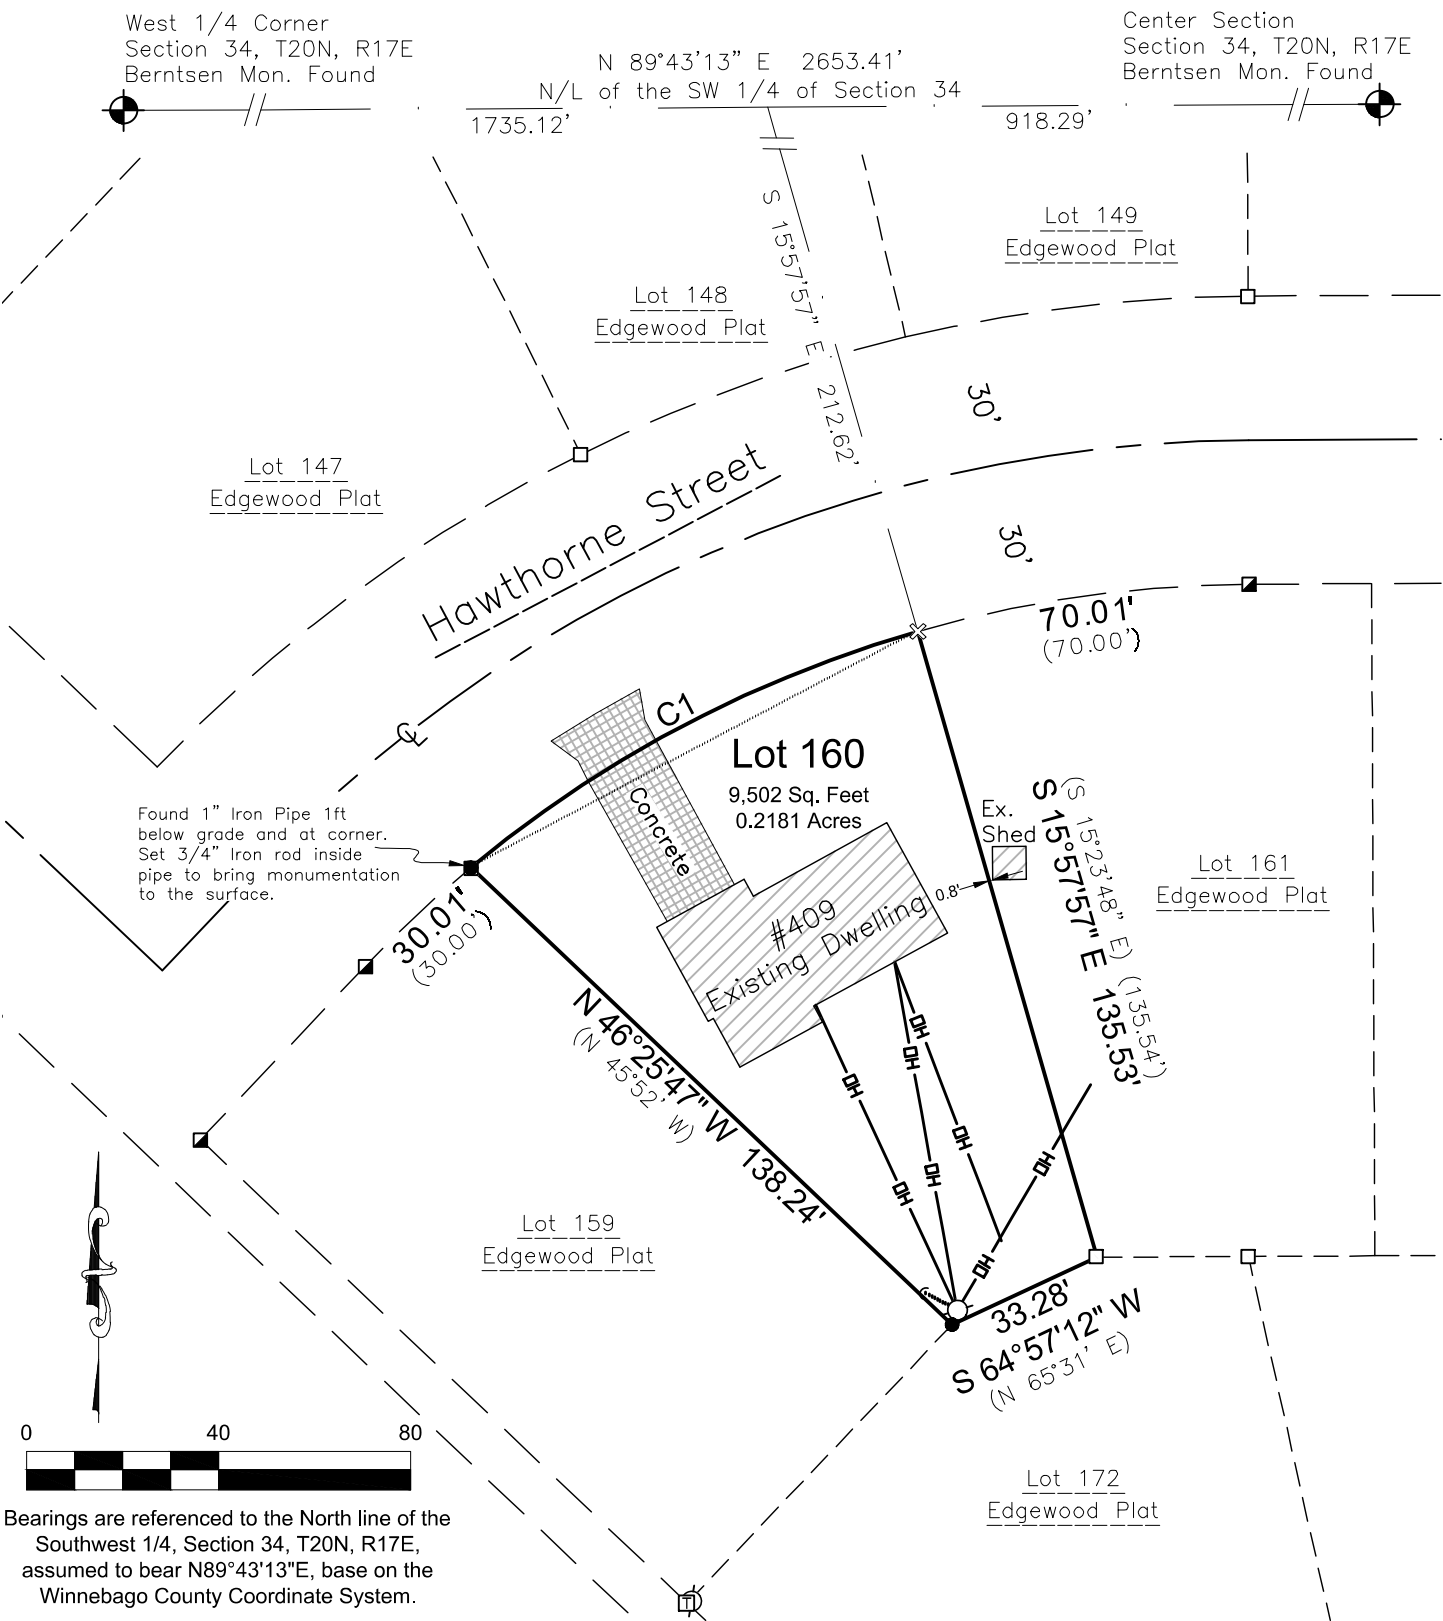 West 1/4 Corner
Section 34, T20N, R17E
Berntsen Mon. Found
N 89°43'13" E 2653.41'
N/L of the SW 1/4 of Section 34
1735.12'
918.29'
Center Section
Section 34, T20N, R17E
Berntsen Mon. Found
S 15°57'57" E 212.62'
Lot 149
Edgewood Plat
Lot 148
Edgewood Plat
Lot 147
Edgewood Plat
30'
30'
Hawthorne Street
70.01'
(70.00')
CL
C1
Lot 160
9,502 Sq. Feet
0.2181 Acres
Concrete
Ex.
Shed
0.8'
#409
Existing Dwelling
S 15°57'57" E 135.53'
(S 15°23'48" E) (135.54')
Lot 161
Edgewood Plat
Found 1" Iron Pipe 1ft
below grade and at corner.
Set 3/4" Iron rod inside
pipe to bring monumentation
to the surface.
30.01'
(30.00')
N 46°25'47" W 138.24'
(N 45°52' W)
OH
OH
OH
OH
OH
OH
OH
OH
Lot 159
Edgewood Plat
33.28'
S 64°57'12" W
(N 65°31' E)
Lot 172
Edgewood Plat
T
0 40 80
Bearings are referenced to the North line of the
Southwest 1/4, Section 34, T20N, R17E,
assumed to bear N89°43'13"E, base on the
Winnebago County Coordinate System.